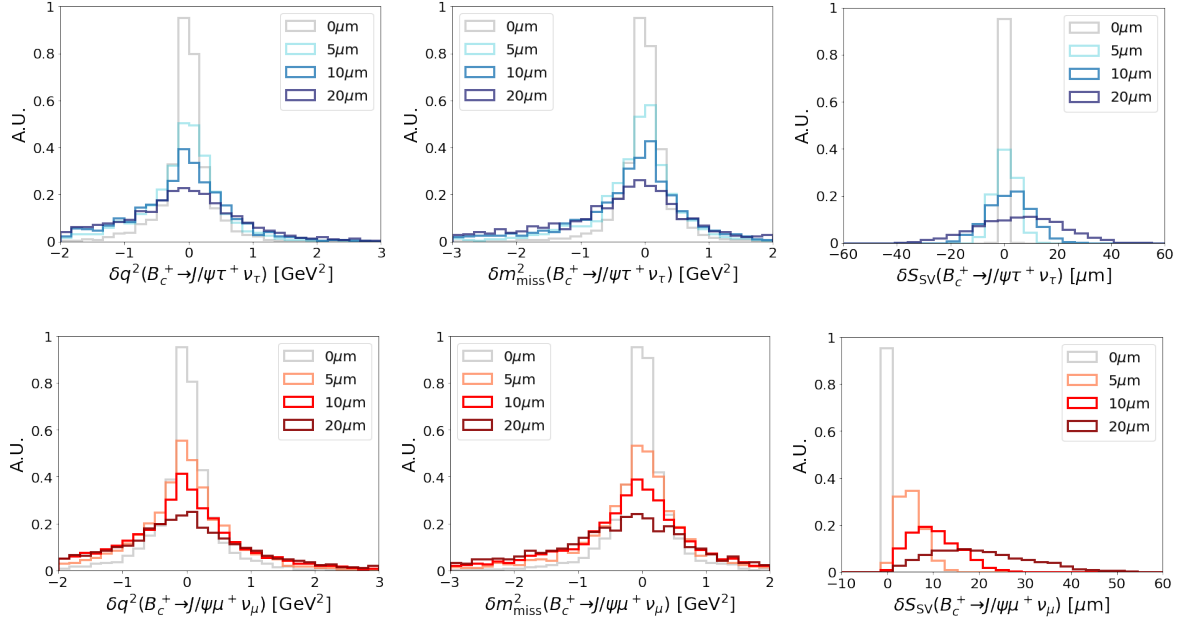 1
0.8
0.6
0.4
0.2
0
A.U.
0μm
5μm
10μm
20μm
−2 −1 0 1 2 3
δq²(B_c⁺→J/ψτ⁺ν_τ) [GeV²]
1
0.8
0.6
0.4
0.2
0
A.U.
0μm
5μm
10μm
20μm
−3 −2 −1 0 1 2
δm²_miss(B_c⁺→J/ψτ⁺ν_τ) [GeV²]
1
0.8
0.6
0.4
0.2
0
A.U.
0μm
5μm
10μm
20μm
−60 −40 −20 0 20 40 60
δS_SV(B_c⁺→J/ψτ⁺ν_τ) [μm]
1
0.8
0.6
0.4
0.2
0
A.U.
0μm
5μm
10μm
20μm
−2 −1 0 1 2 3
δq²(B_c⁺→J/ψμ⁺ν_μ) [GeV²]
1
0.8
0.6
0.4
0.2
0
A.U.
0μm
5μm
10μm
20μm
−3 −2 −1 0 1 2
δm²_miss(B_c⁺→J/ψμ⁺ν_μ) [GeV²]
1
0.8
0.6
0.4
0.2
0
A.U.
0μm
5μm
10μm
20μm
−10 0 10 20 30 40 50 60
δS_SV(B_c⁺→J/ψμ⁺ν_μ) [μm]